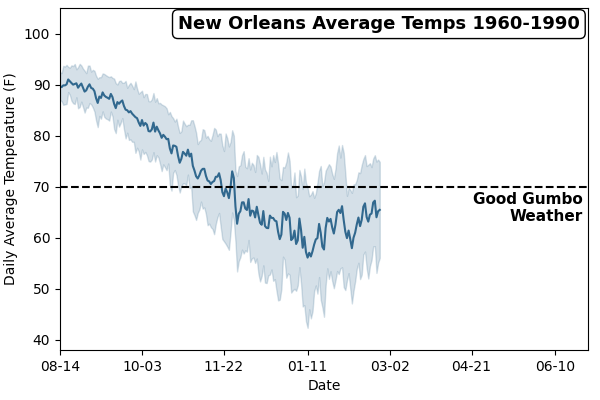 New Orleans Average Temps 1960-1990
Daily Average Temperature (F)
100
90
80
70
60
50
40
Good Gumbo
Weather
08-14
10-03
11-22
01-11
03-02
04-21
06-10
Date